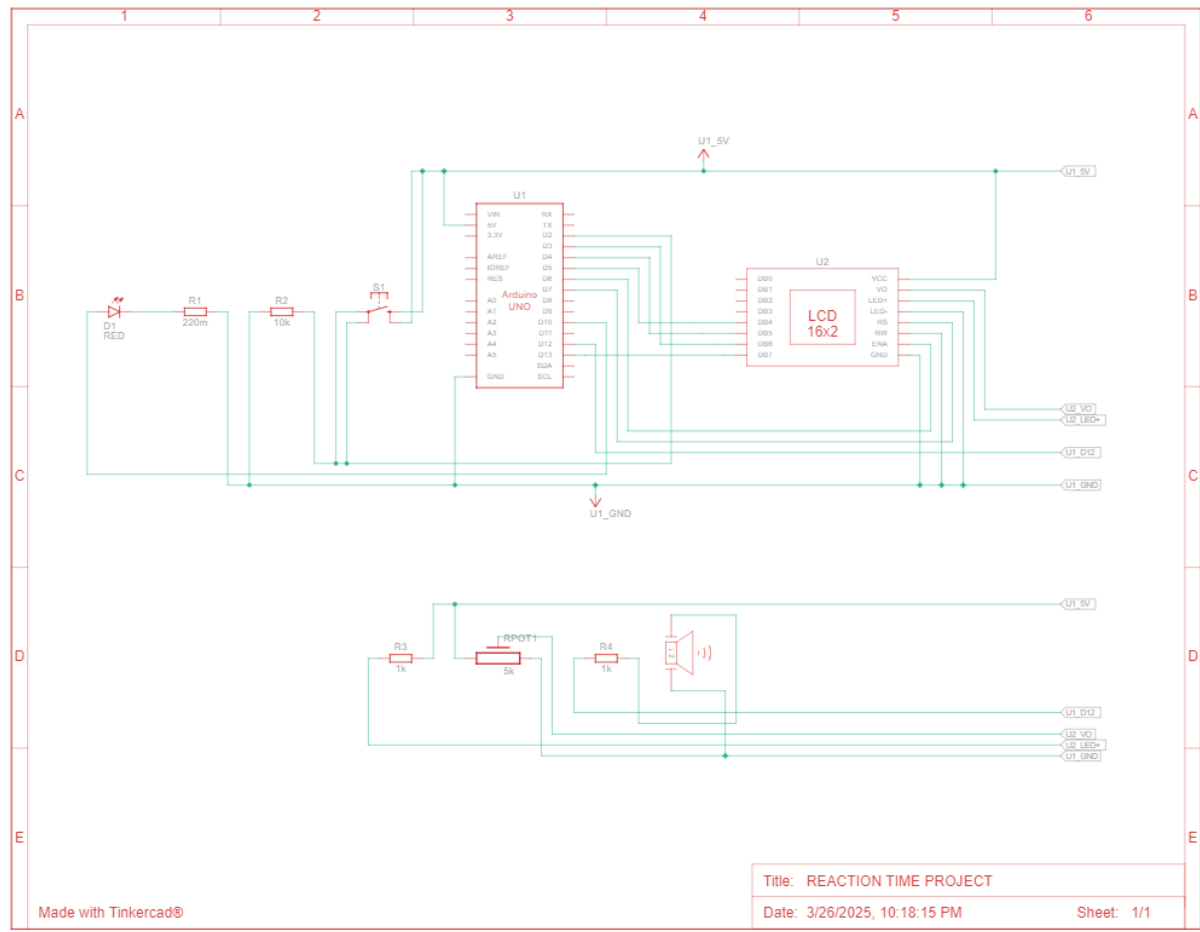 1 2 3 4 5 6
A A
U1_5V
U1_5V
U1
VIN RX
5V TX
3.3V D2
D3
AREF D4
IOREF D5
RES D6
D7
A0 D8
A1 D9
A2 D10
A3 D11
A4 D12
A5 D13
SDA
GND SCL
Arduino
UNO
U2
DB0 VCC
DB1 VO
DB2 LED+
DB3 LED-
DB4 RS
DB5 RW
DB6 ENA
DB7 GND
LCD
16x2
B B
D1
RED
R1
220m
R2
10k
S1
U2_VO
U2_LED+
U1_D12
C C
U1_GND
U1_GND
U1_5V
D D
R3
1k
RPOT1
5k
R4
1k
1 2
U1_D12
U2_VO
U2_LED+
U1_GND
E E
Title: REACTION TIME PROJECT
Made with Tinkercad®
Date: 3/26/2025, 10:18:15 PM Sheet: 1/1